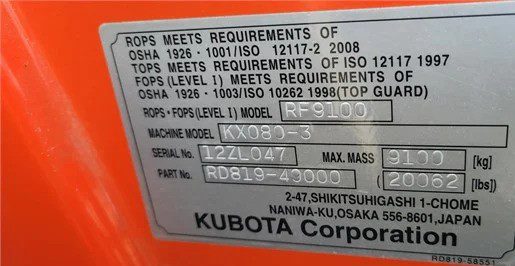 ROPS MEETS REQUIREMENTS OF
OSHA 1926・1001/ISO 12117-2 2008
TOPS MEETS REQUIREMENTS OF ISO 12117 1997
FOPS (LEVEL I) MEETS REQUIREMENTS OF
OSHA 1926・1003/ISO 10262 1998(TOP GUARD)
ROPS・FOPS(LEVEL I) MODEL RF9100
MACHINE MODEL KX080-3
SERIAL No. 12ZL047 MAX. MASS 9100 [kg]
PART No. RD819-49000 (20062) [lbs]
2-47,SHIKITSUHIGASHI 1-CHOME
NANIWA-KU,OSAKA 556-8601,JAPAN
KUBOTA Corporation
RD819-58551